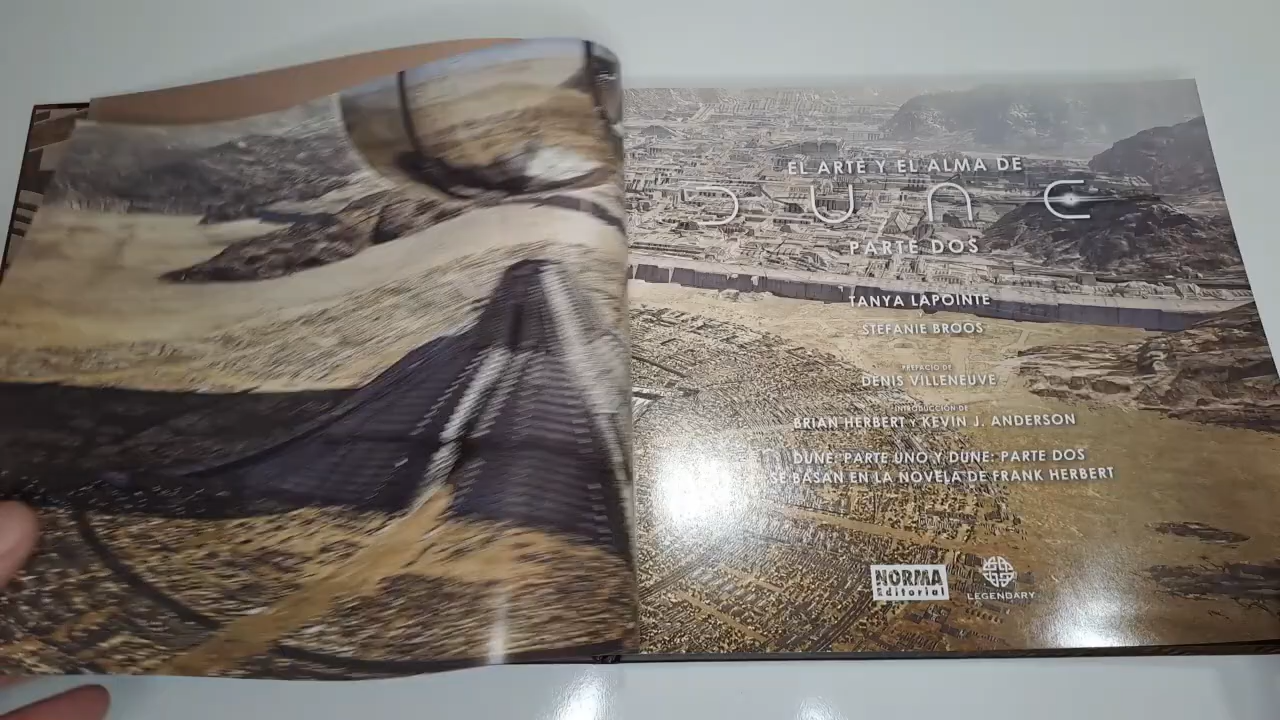 EL ARTE Y EL ALMA DE
DUNE
PARTE DOS
TANYA LAPOINTE
STEFANIE BROOS
PREFACIO DE
DENIS VILLENEUVE
INTRODUCCIÓN DE
BRIAN HERBERT Y KEVIN J. ANDERSON
DUNE: PARTE UNO Y DUNE: PARTE DOS
SE BASAN EN LA NOVELA DE FRANK HERBERT
NORMA
Editorial
LEGENDARY